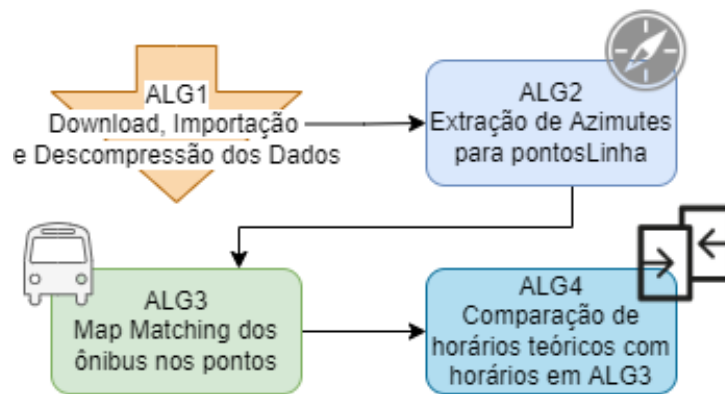 ALG1
Download, Importação
e Descompressão dos Dados
ALG2
Extração de Azimutes
para pontosLinha
ALG3
Map Matching dos
ônibus nos pontos
ALG4
Comparação de
horários teóricos com
horários em ALG3